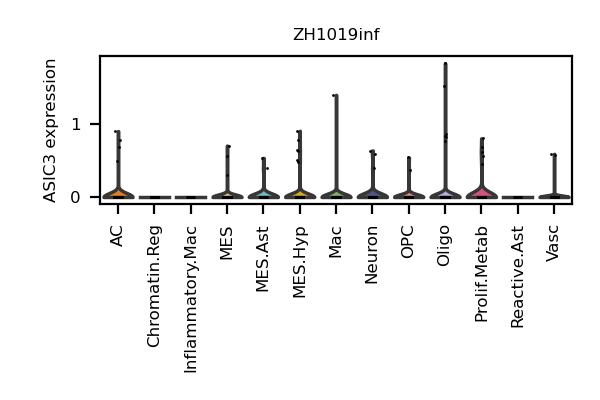 ZH1019inf
ASIC3 expression
1
0
AC
Chromatin.Reg
Inflammatory.Mac
MES
MES.Ast
MES.Hyp
Mac
Neuron
OPC
Oligo
Prolif.Metab
Reactive.Ast
Vasc